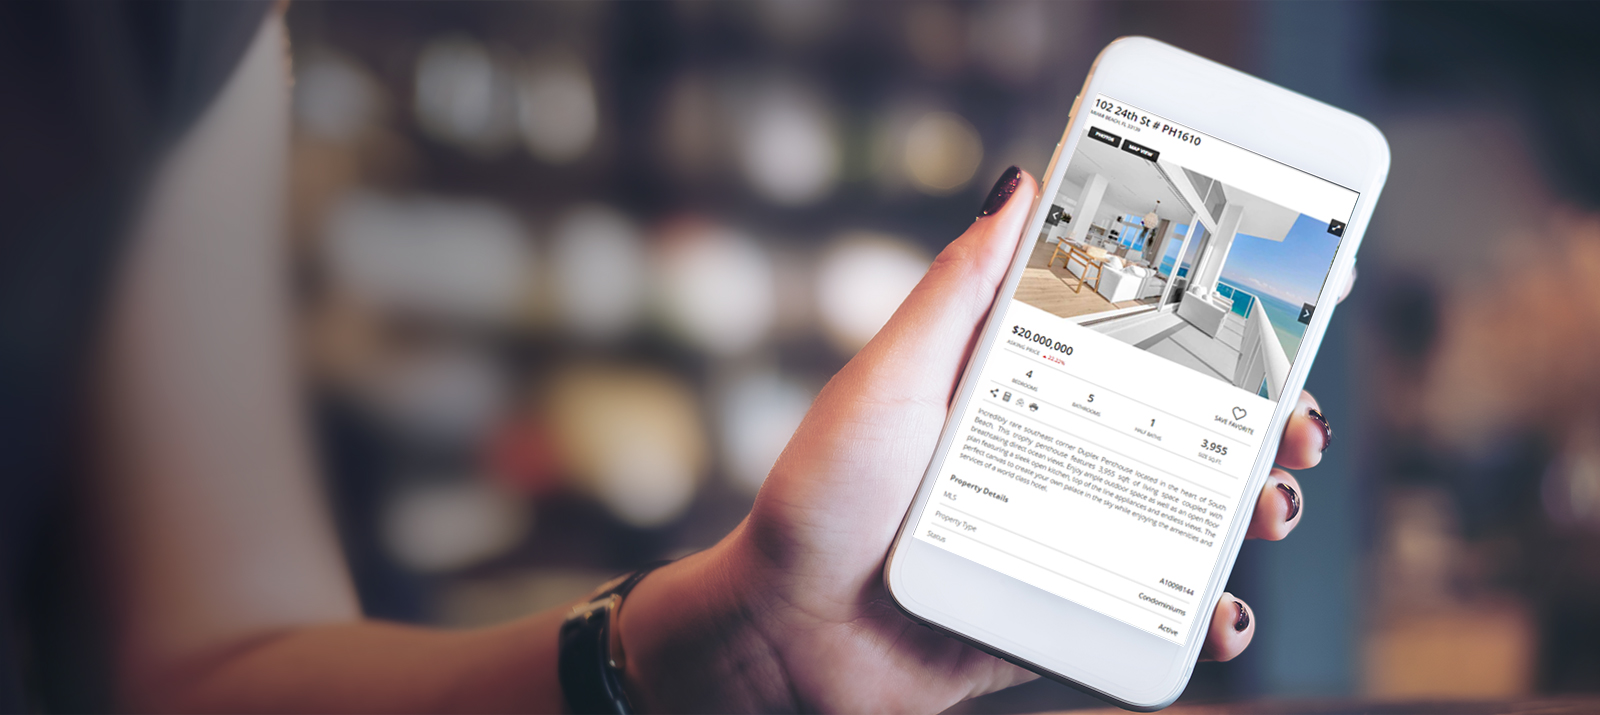 102 24th St # PH1610
MIAMI BEACH, FL 33139
PHOTOS MAP VIEW
$20,000,000
ASKING PRICE 22.22%
SAVE FAVORITE
4
BEDROOMS
5
BATHROOMS
1
HALF BATHS
3,955
SIZE SQ.FT.
Incredibly rare southeast corner Duplex Penthouse located in the heart of South
Beach. This trophy penthouse features 3,955 sqft. of living space coupled with
breathtaking direct ocean views. Enjoy ample outdoor space as well as an open floor
plan featuring a sleek open kitchen, top of the line appliances and endless views. The
perfect canvas to create your own palace in the sky while enjoying the amenities and
services of a world class hotel.
Property Details
MLS A10098144
Property Type Condominiums
Status Active